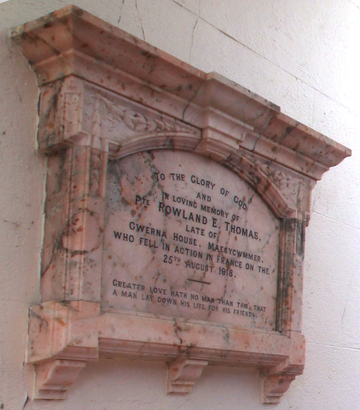 TO THE GLORY OF GOD
AND
IN LOVING MEMORY OF
PTE ROWLAND E. THOMAS,
LATE OF
GWERNA HOUSE, MAESYCWMMER,
WHO FELL IN ACTION IN FRANCE ON THE
25TH AUGUST 1918.
GREATER LOVE HATH NO MAN THAN THIS, THAT
A MAN LAY DOWN HIS LIFE FOR HIS FRIENDS.